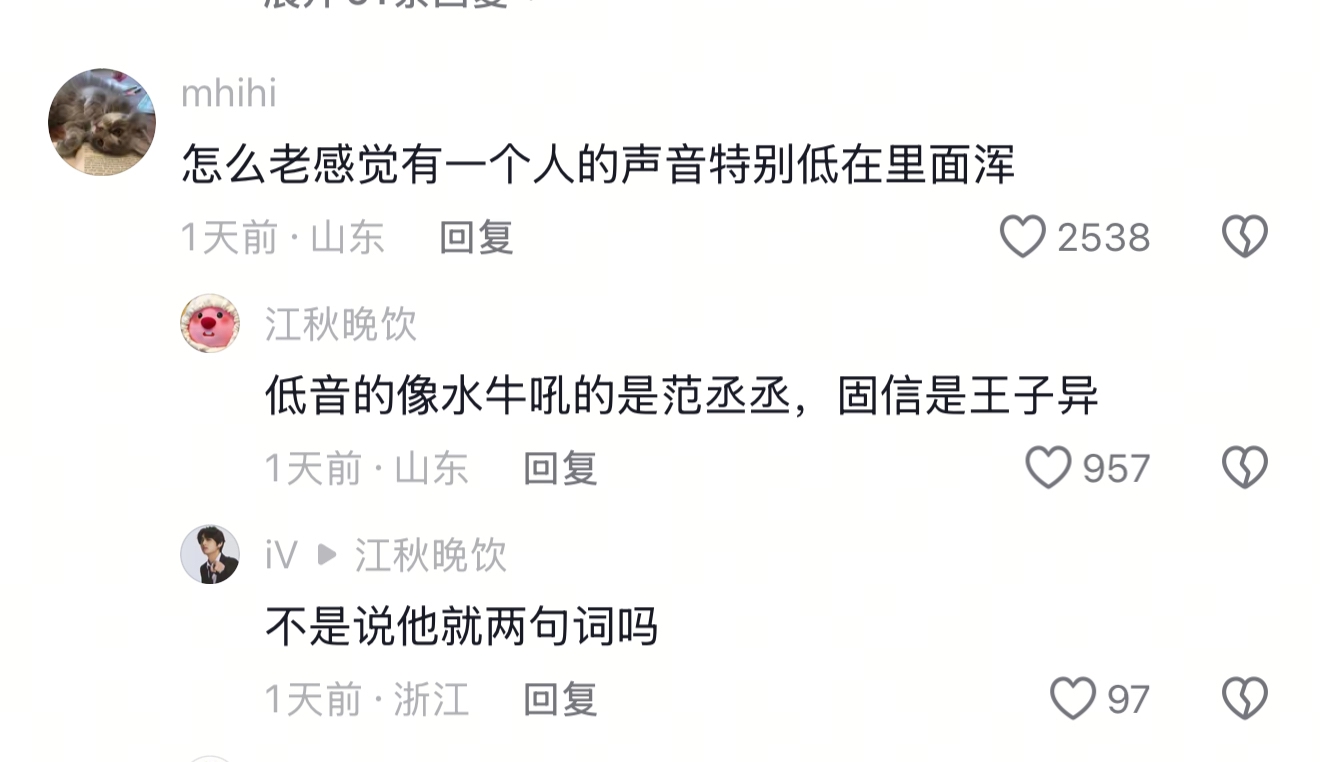 mhihi
怎么老感觉有一个人的声音特别低在里面浑
1天前 · 山东 回复 2538
江秋晚饮
低音的像水牛吼的是范丞丞，固信是王子异
1天前 · 山东 回复 957
iV ▶ 江秋晚饮
不是说他就两句词吗
1天前 · 浙江 回复 97